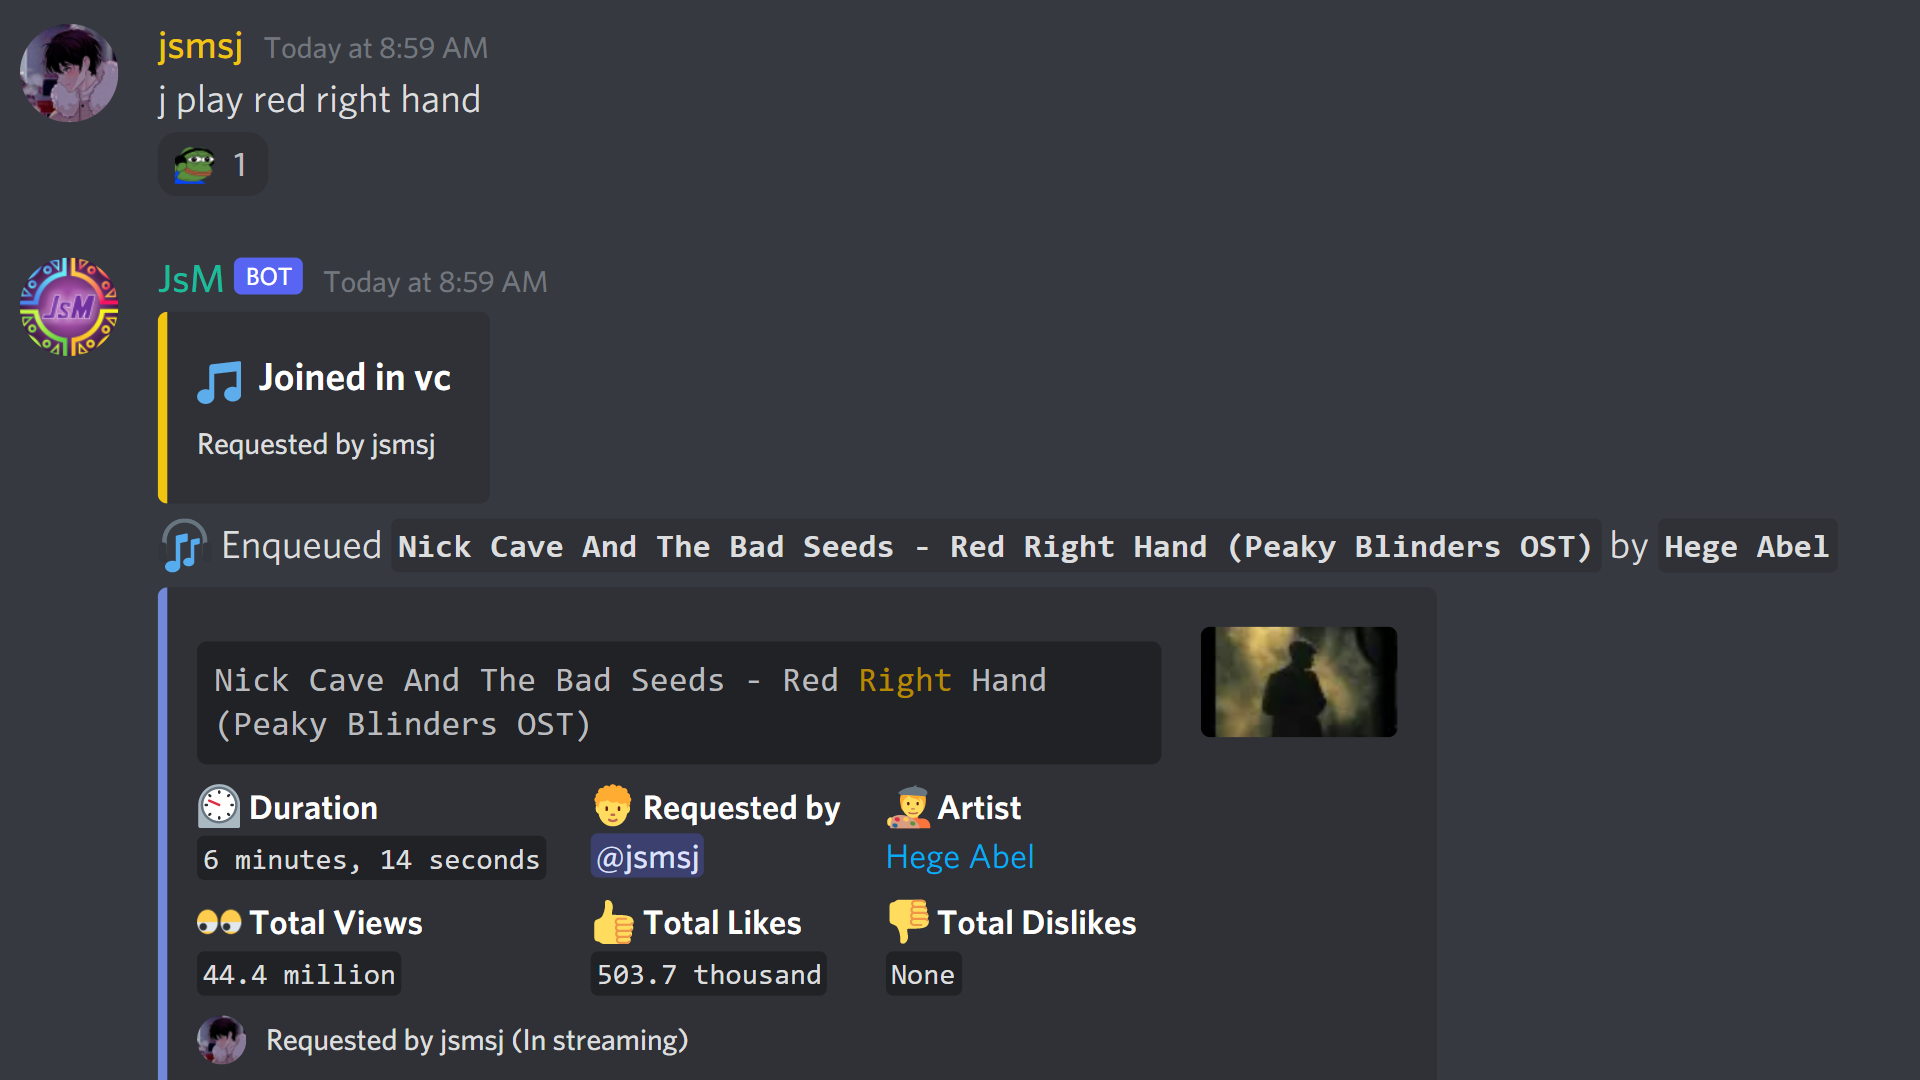 jsmsj Today at 8:59 AM
j play red right hand
1
JsM BOT Today at 8:59 AM
JsM
Joined in vc
Requested by jsmsj
Enqueued Nick Cave And The Bad Seeds - Red Right Hand (Peaky Blinders OST) by Hege Abel
Nick Cave And The Bad Seeds - Red Right Hand
(Peaky Blinders OST)
Duration Requested by Artist
6 minutes, 14 seconds @jsmsj Hege Abel
Total Views Total Likes Total Dislikes
44.4 million 503.7 thousand None
Requested by jsmsj (In streaming)